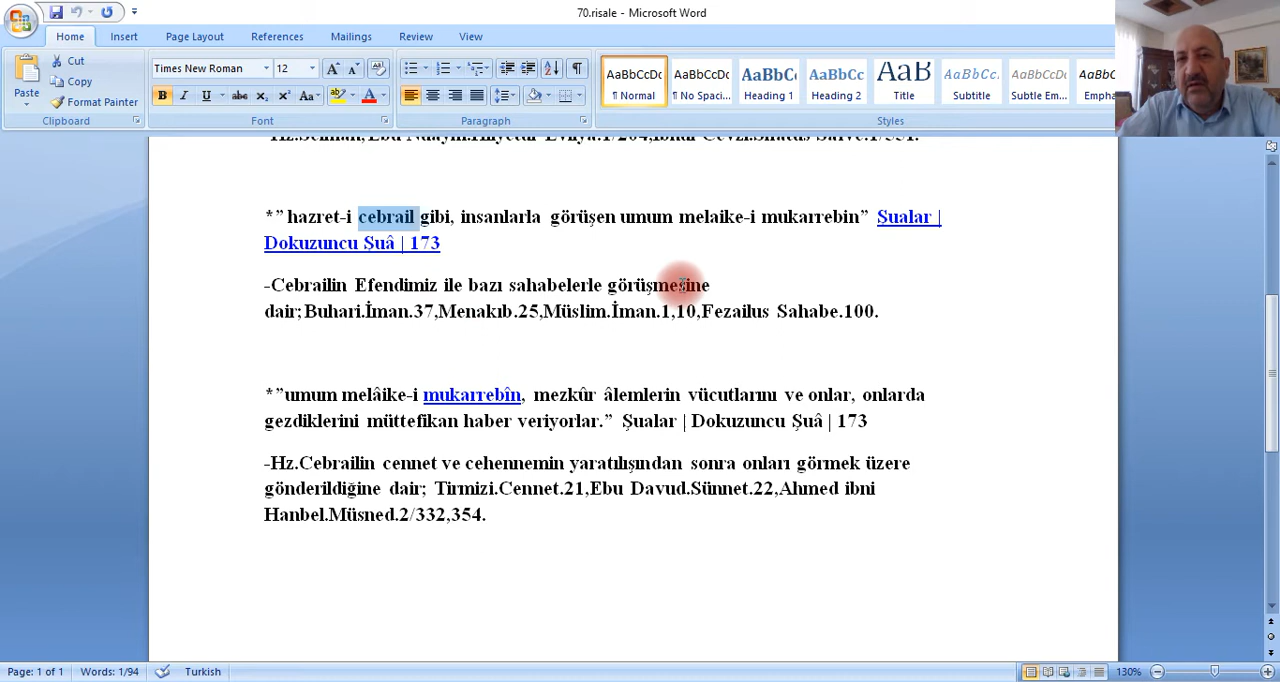 70.risale - Microsoft Word
Home Insert Page Layout References Mailings Review View
Cut
Copy
Format Painter
Paste
Clipboard
Times New Roman 12
B I U abc X₂ X² Aa
Font
Paragraph
AaBbCcDc AaBbCcDc AaBbCc AaBbCc AaB AaBbCc. AaBbCcDc AaBbCc
¶ Normal ¶ No Spaci... Heading 1 Heading 2 Title Subtitle Subtle Em... Empha
Styles
*” hazret-i cebrail gibi, insanlarla görüşen umum melaike-i mukarrebin” Şualar |
Dokuzuncu Şuâ | 173
-Cebrailin Efendimiz ile bazı sahabelerle görüşmesine
dair;Buhari.İman.37,Menakıb.25,Müslim.İman.1,10,Fezailus Sahabe.100.
*”umum melâike-i mukarrebîn, mezkûr âlemlerin vücutlarını ve onlar, onlarda
gezdiklerini müttefikan haber veriyorlar.” Şualar | Dokuzuncu Şuâ | 173
-Hz.Cebrailin cennet ve cehennemin yaratılışından sonra onları görmek üzere
gönderildiğine dair; Tirmizi.Cennet.21,Ebu Davud.Sünnet.22,Ahmed ibni
Hanbel.Müsned.2/332,354.
Page: 1 of 1 Words: 1/94 Turkish 130%